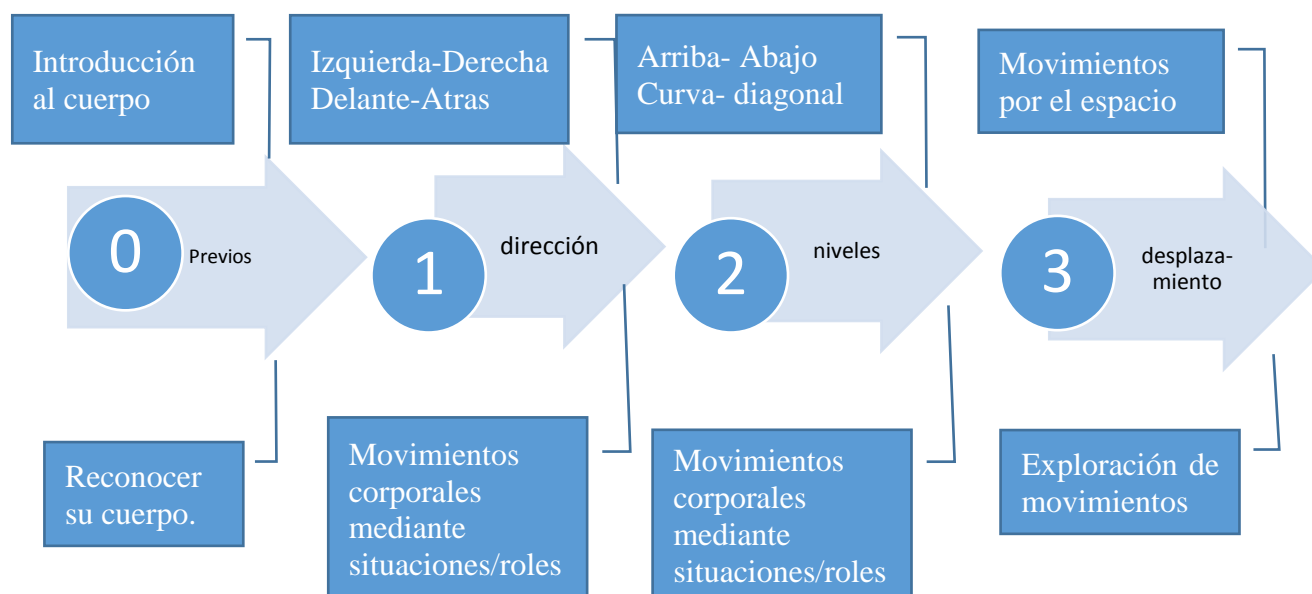 Introducción
al cuerpo
Izquierda-Derecha
Delante-Atras
Arriba- Abajo
Curva- diagonal
Movimientos
por el espacio
0
Previos
1
dirección
2
niveles
3
desplaza-
miento
Reconocer
su cuerpo.
Movimientos
corporales
mediante
situaciones/roles
Movimientos
corporales
mediante
situaciones/roles
Exploración de
movimientos